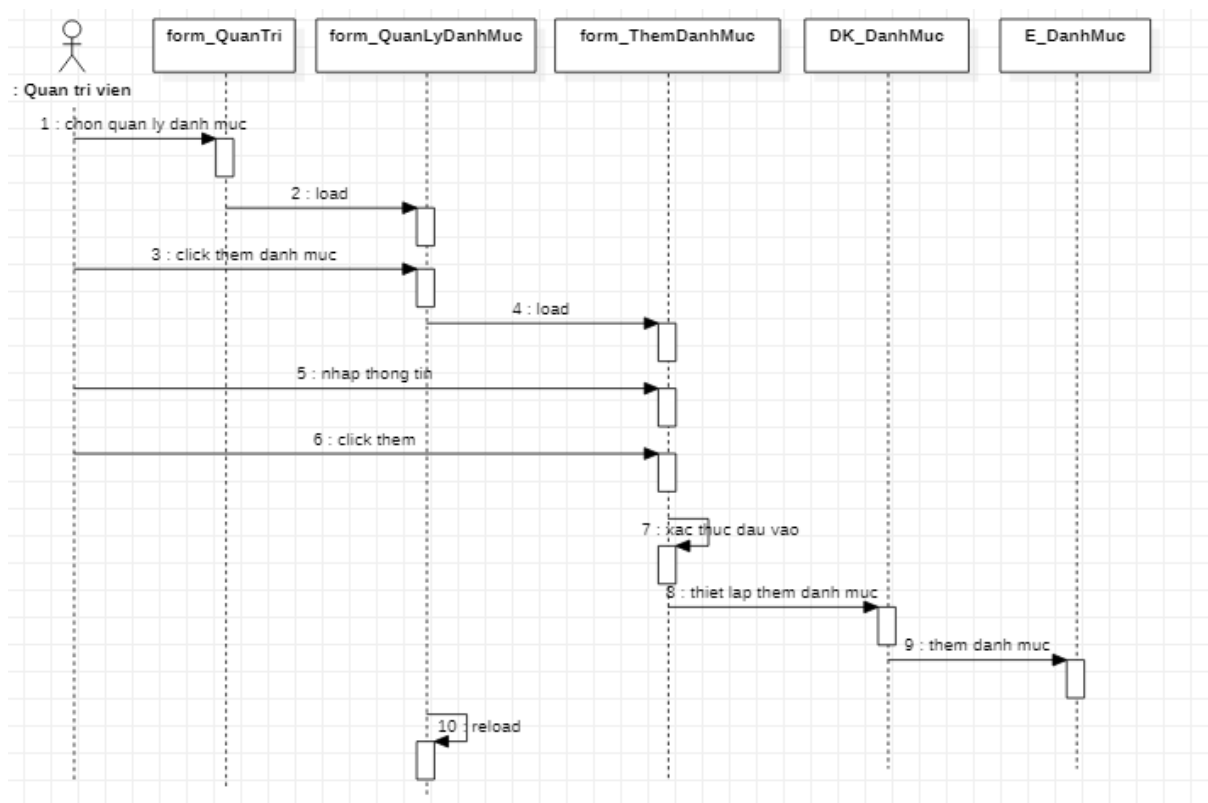 form_QuanTri
form_QuanLyDanhMuc
form_ThemDanhMuc
DK_DanhMuc
E_DanhMuc
: Quan tri vien
1 : chon quan ly danh muc
2 : load
3 : click them danh muc
4 : load
5 : nhap thong tin
6 : click them
7 : xac thuc dau vao
8 : thiet lap them danh muc
9 : them danh muc
10 : reload